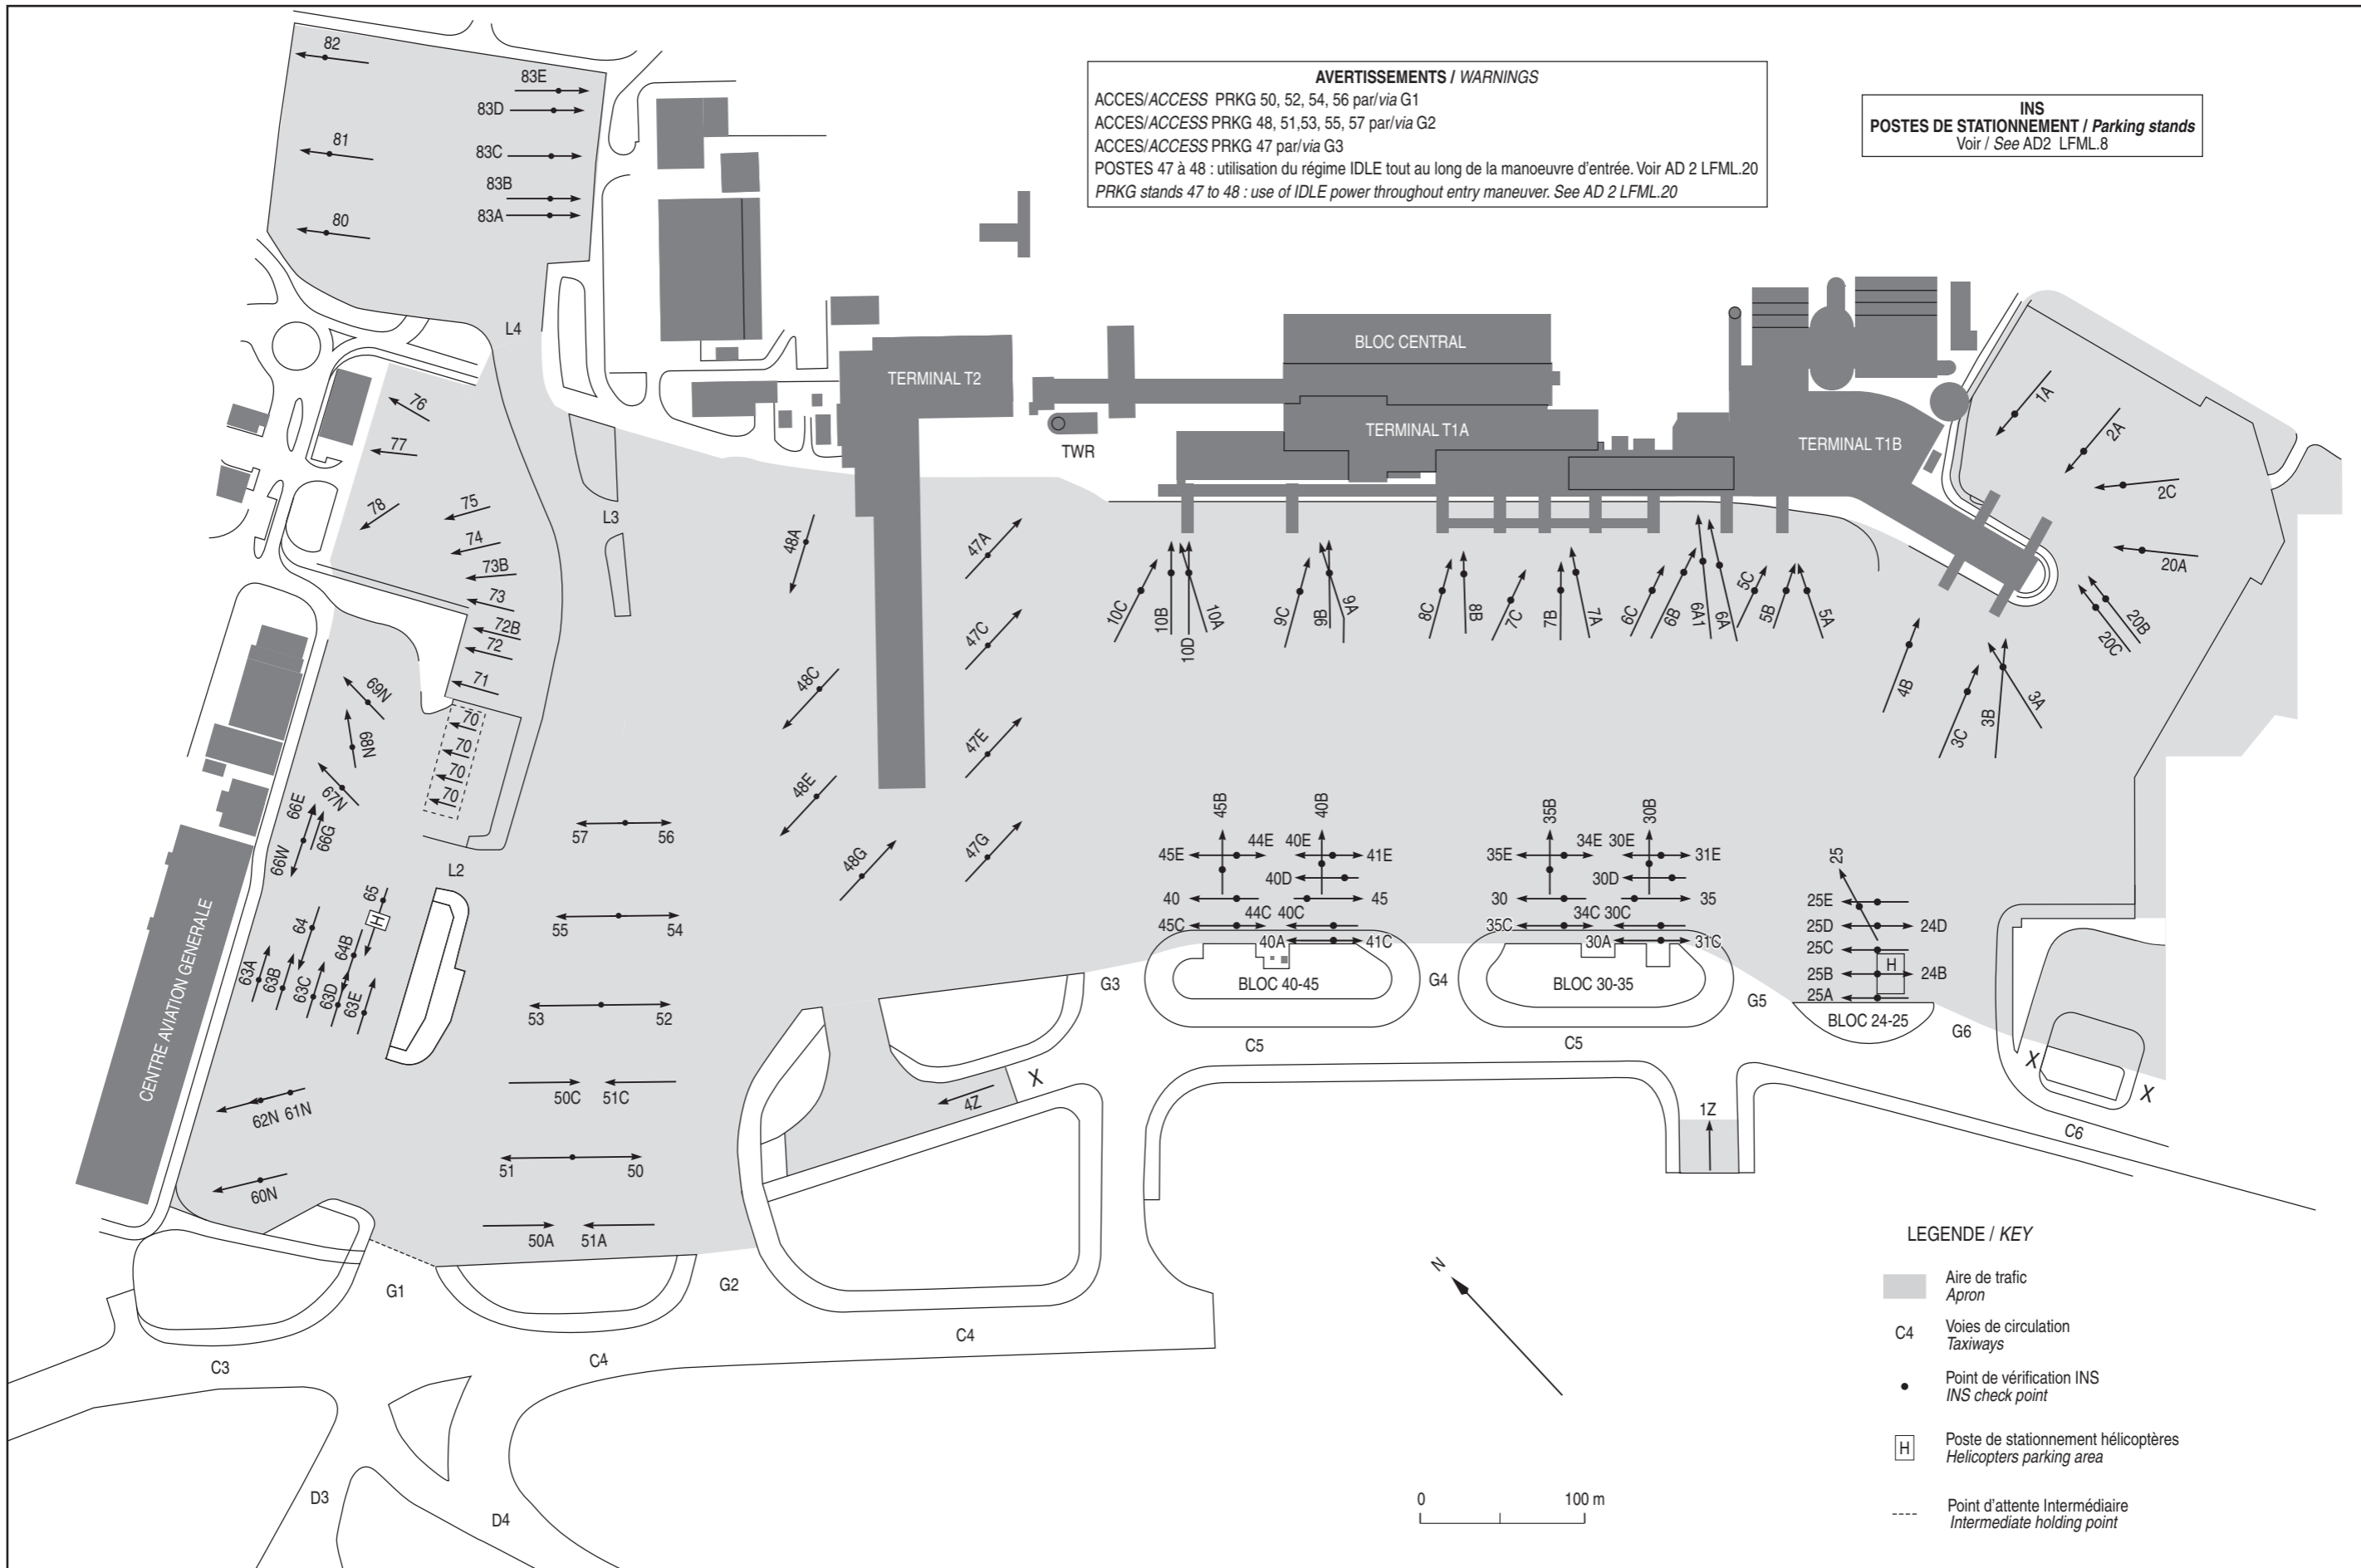 AVERTISSEMENTS / WARNINGS
ACCES/ACCESS PRKG 50, 52, 54, 56 par/via G1
ACCES/ACCESS PRKG 48, 51,53, 55, 57 par/via G2
ACCES/ACCESS PRKG 47 par/via G3
POSTES 47 à 48 : utilisation du régime IDLE tout au long de la manoeuvre d'entrée. Voir AD 2 LFML.20
PRKG stands 47 to 48 : use of IDLE power throughout entry maneuver. See AD 2 LFML.20
INS
POSTES DE STATIONNEMENT / Parking stands
Voir / See AD2 LFML.8
82
83E
83D
81
83C
83B
83A
80
L4
76
77
78
75
74
73B
73
72B
72
71
70
70
70
70
L3
69N
68N
67N
66E
66G
66W
65
H
64
64B
63A
63B
63C
63D
63E
L2
62N
61N
60N
CENTRE AVIATION GENERALE
57
56
55
54
53
52
50C
51C
51
50
50A
51A
TERMINAL T2
TWR
BLOC CENTRAL
TERMINAL T1A
TERMINAL T1B
48A
48C
48E
48G
47A
47C
47E
47G
10C
10B
10D
10A
9C
9B
9A
8C
8B
7C
7B
7A
6C
6B
6A1
6A
5C
5B
5A
4B
3C
3B
3A
1A
2A
2C
20A
20B
20C
45B
40B
44E
40E
45E
41E
40D
40
45
44C
40C
45C
40A
41C
BLOC 40-45
35B
30B
34E
30E
35E
31E
30D
30
35
34C
30C
35C
30A
31C
BLOC 30-35
25
25E
25D
24D
25C
H
25B
24B
25A
BLOC 24-25
G3
G4
G5
G6
C5
C5
C6
X
X
X
4Z
1Z
G1
G2
C3
C4
C4
D3
D4
N
0
100 m
LEGENDE / KEY
Aire de trafic
Apron
C4
Voies de circulation
Taxiways
Point de vérification INS
INS check point
H
Poste de stationnement hélicoptères
Helicopters parking area
Point d'attente Intermédiaire
Intermediate holding point